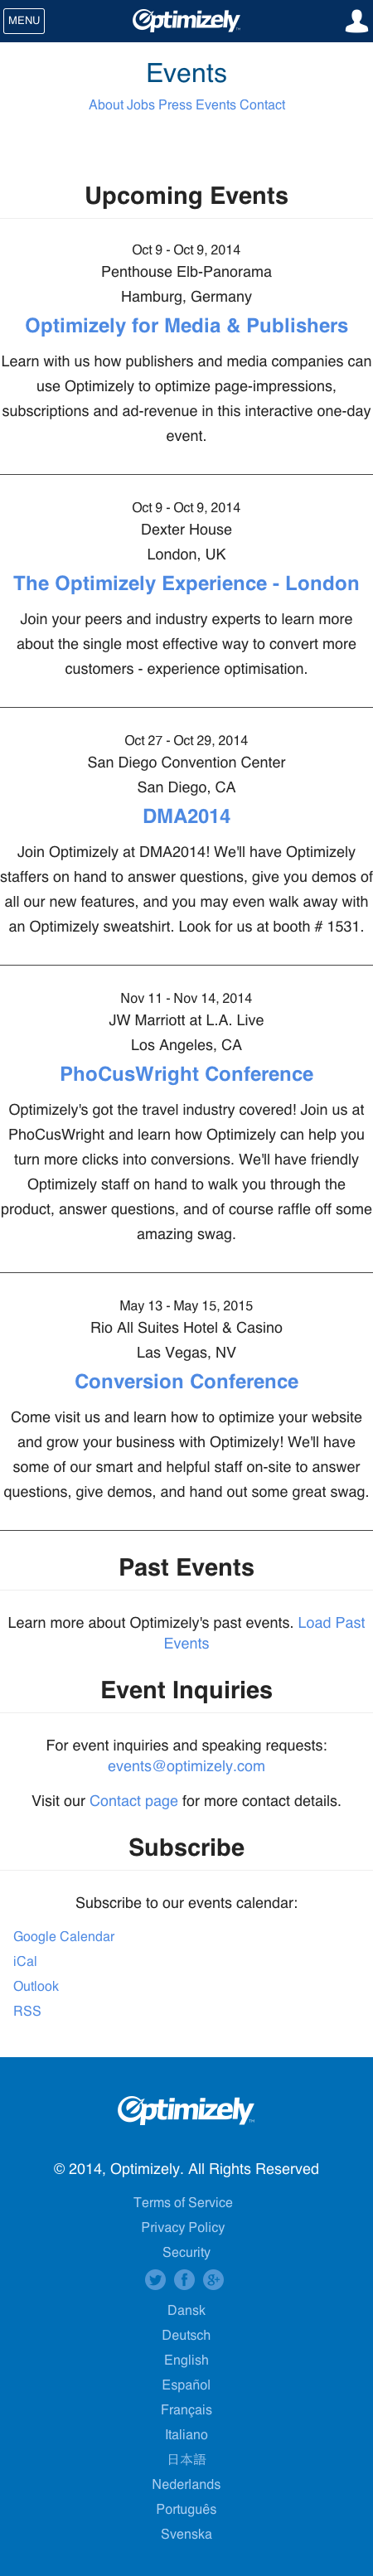 MENU
Optimizely
Events
About Jobs Press Events Contact
Upcoming Events
Oct 9 - Oct 9, 2014
Penthouse Elb-Panorama
Hamburg, Germany
Optimizely for Media & Publishers
Learn with us how publishers and media companies can
use Optimizely to optimize page-impressions,
subscriptions and ad-revenue in this interactive one-day
event.
Oct 9 - Oct 9, 2014
Dexter House
London, UK
The Optimizely Experience - London
Join your peers and industry experts to learn more
about the single most effective way to convert more
customers - experience optimisation.
Oct 27 - Oct 29, 2014
San Diego Convention Center
San Diego, CA
DMA2014
Join Optimizely at DMA2014! We'll have Optimizely
staffers on hand to answer questions, give you demos of
all our new features, and you may even walk away with
an Optimizely sweatshirt. Look for us at booth # 1531.
Nov 11 - Nov 14, 2014
JW Marriott at L.A. Live
Los Angeles, CA
PhoCusWright Conference
Optimizely's got the travel industry covered! Join us at
PhoCusWright and learn how Optimizely can help you
turn more clicks into conversions. We'll have friendly
Optimizely staff on hand to walk you through the
product, answer questions, and of course raffle off some
amazing swag.
May 13 - May 15, 2015
Rio All Suites Hotel & Casino
Las Vegas, NV
Conversion Conference
Come visit us and learn how to optimize your website
and grow your business with Optimizely! We'll have
some of our smart and helpful staff on-site to answer
questions, give demos, and hand out some great swag.
Past Events
Learn more about Optimizely's past events. Load Past
Events
Event Inquiries
For event inquiries and speaking requests:
events@optimizely.com
Visit our Contact page for more contact details.
Subscribe
Subscribe to our events calendar:
Google Calendar
iCal
Outlook
RSS
Optimizely
© 2014, Optimizely. All Rights Reserved
Terms of Service
Privacy Policy
Security
Dansk
Deutsch
English
Español
Français
Italiano
日本語
Nederlands
Português
Svenska